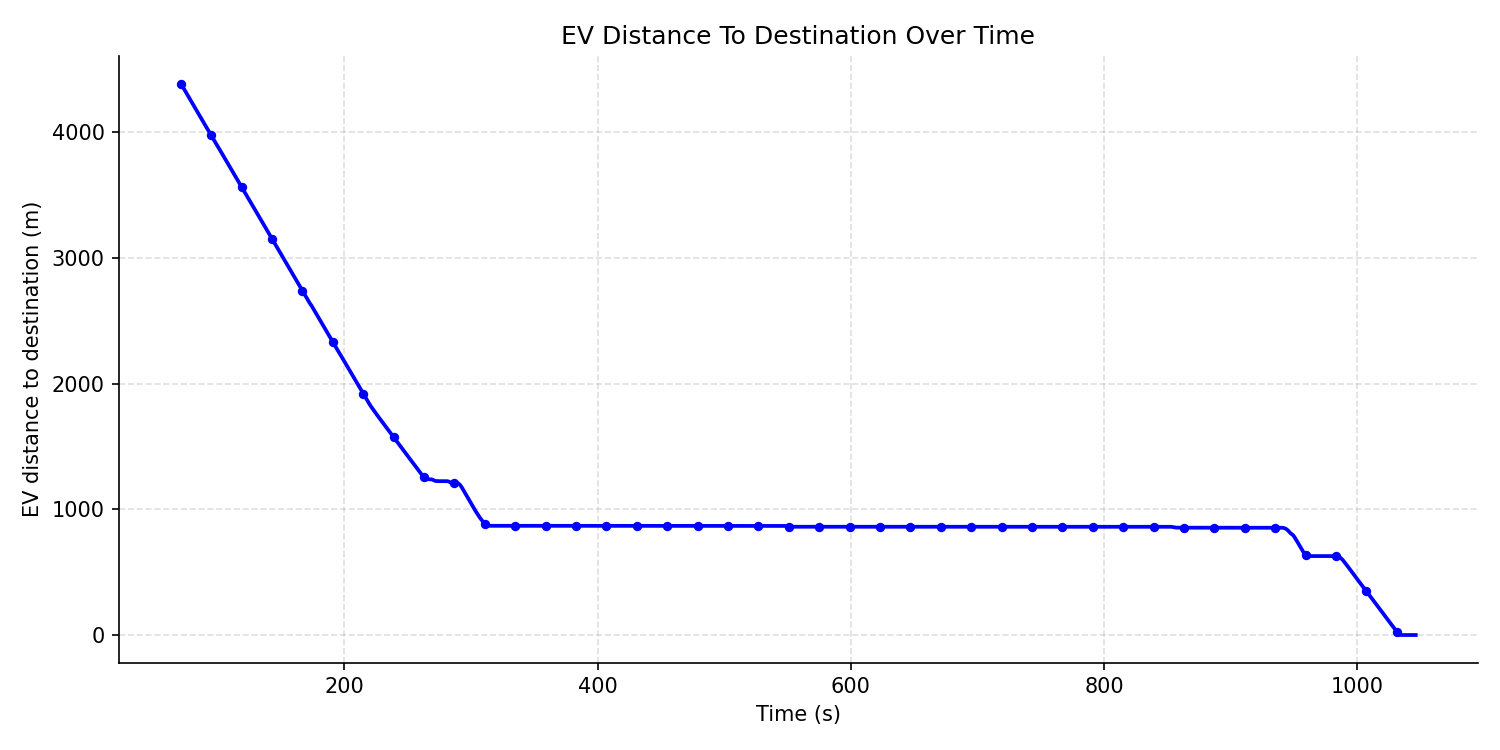 EV Distance To Destination Over Time
EV distance to destination (m)
4000
3000
2000
1000
0
200 400 600 800 1000
Time (s)